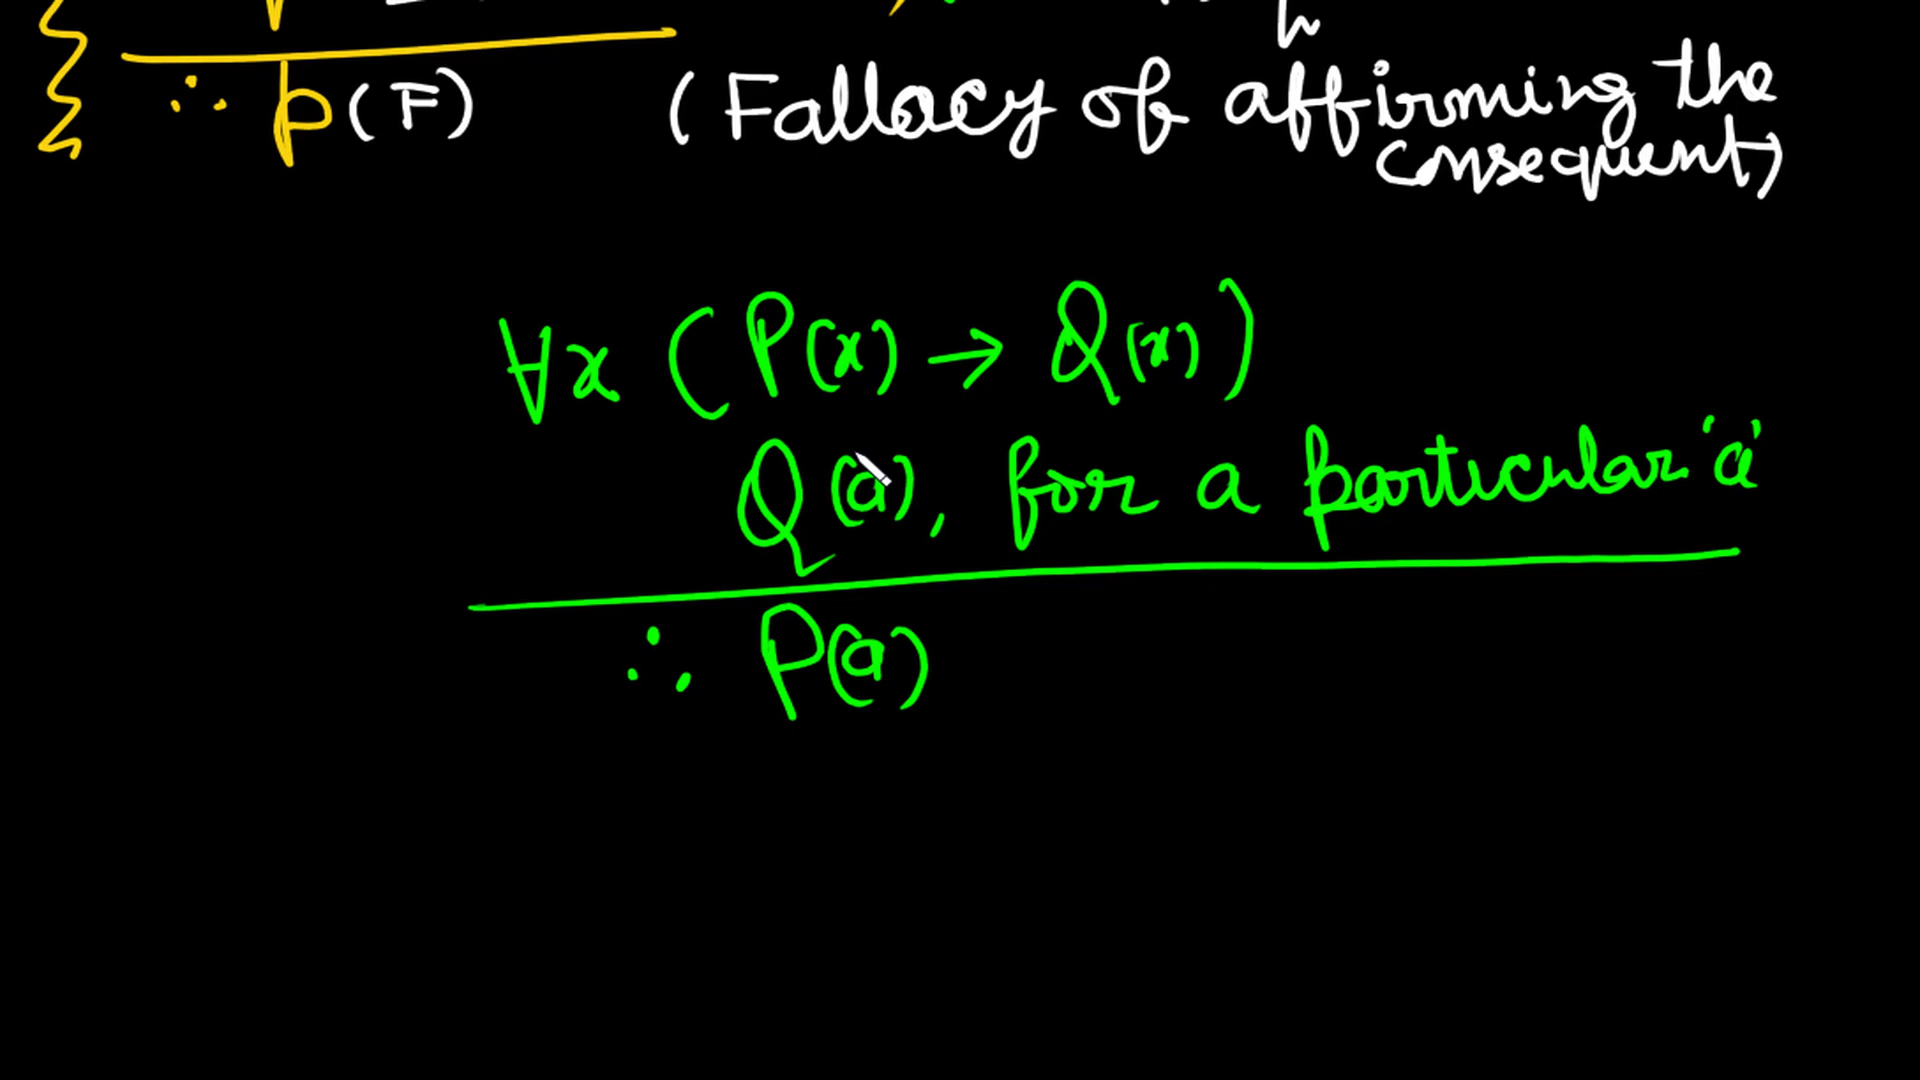 ∴ p (F) (Fallacy of affirming the
consequent)
∀x (P(x) → Q(x))
Q(a), for a particular 'a'
∴ P(a)